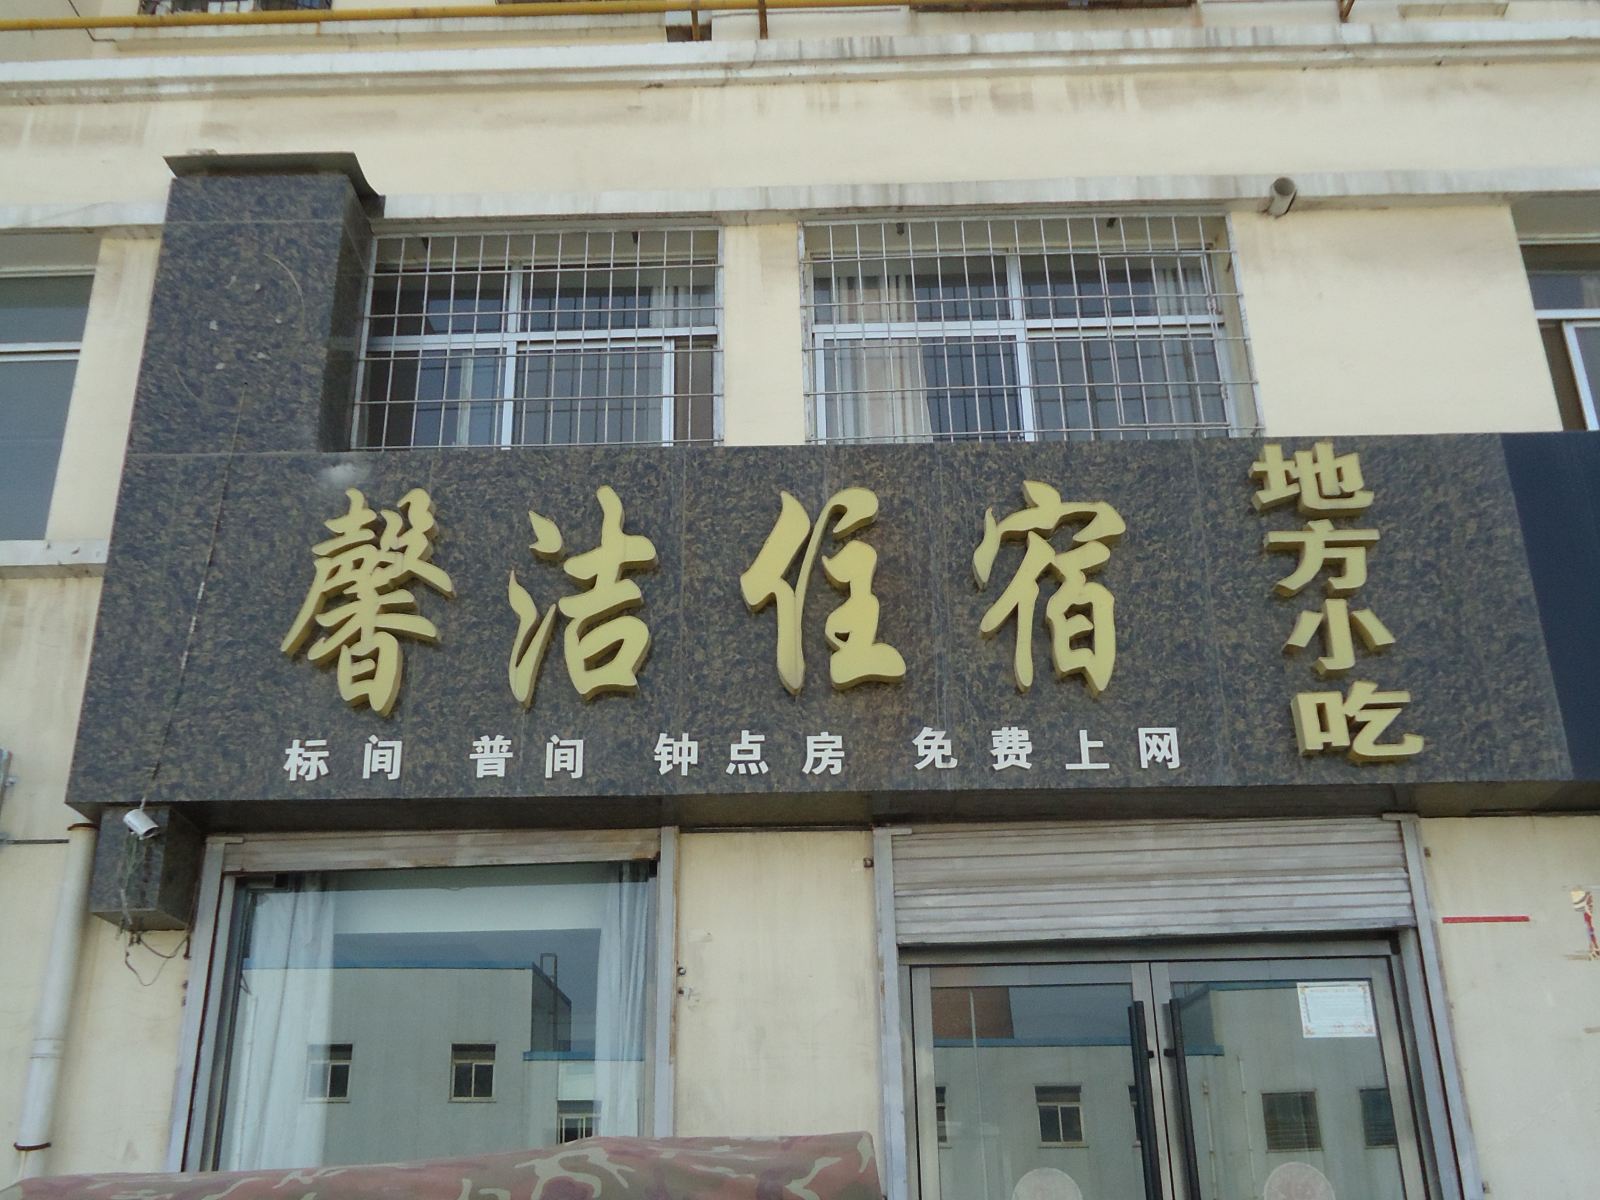 馨洁住宿
地方小吃
标间 普间 钟点房 免费上网